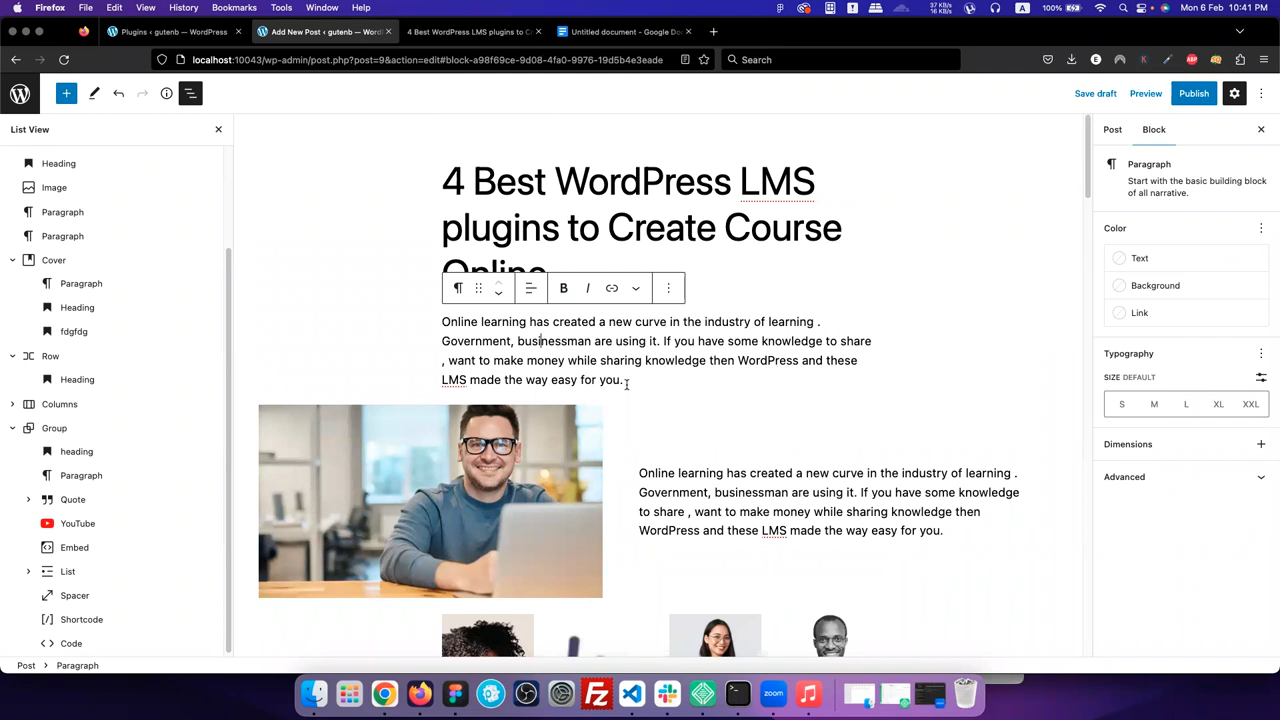 Firefox File Edit View History Bookmarks Tools Window Help
37 KB/s
A 100% Mon 6 Feb 10:41 PM
Plugins ‹ gutenb — WordPress
Add New Post ‹ gutenb — Word
4 Best WordPress LMS plugins to C
Untitled document - Google Do
localhost:10043/wp-admin/post.php?post=9&action=edit#block-a98f69ce-9d08-4fa0-9976-19d5b4e3eade
Search
Save draft Preview Publish
List View
Heading
Image
Paragraph
Paragraph
Cover
Paragraph
Heading
fdgfdg
Row
Heading
Columns
Group
heading
Paragraph
Quote
YouTube
Embed
List
Spacer
Shortcode
Code
4 Best WordPress LMS
plugins to Create Course
Online
B I
Online learning has created a new curve in the industry of learning .
Government, businessman are using it. If you have some knowledge to share
, want to make money while sharing knowledge then WordPress and these
LMS made the way easy for you.
Online learning has created a new curve in the industry of learning .
Government, businessman are using it. If you have some knowledge
to share , want to make money while sharing knowledge then
WordPress and these LMS made the way easy for you.
Post Block
Paragraph
Start with the basic building block
of all narrative.
Color
Text
Background
Link
Typography
SIZE DEFAULT
S M L XL XXL
Dimensions
Advanced
Post Paragraph
Fz
zoom